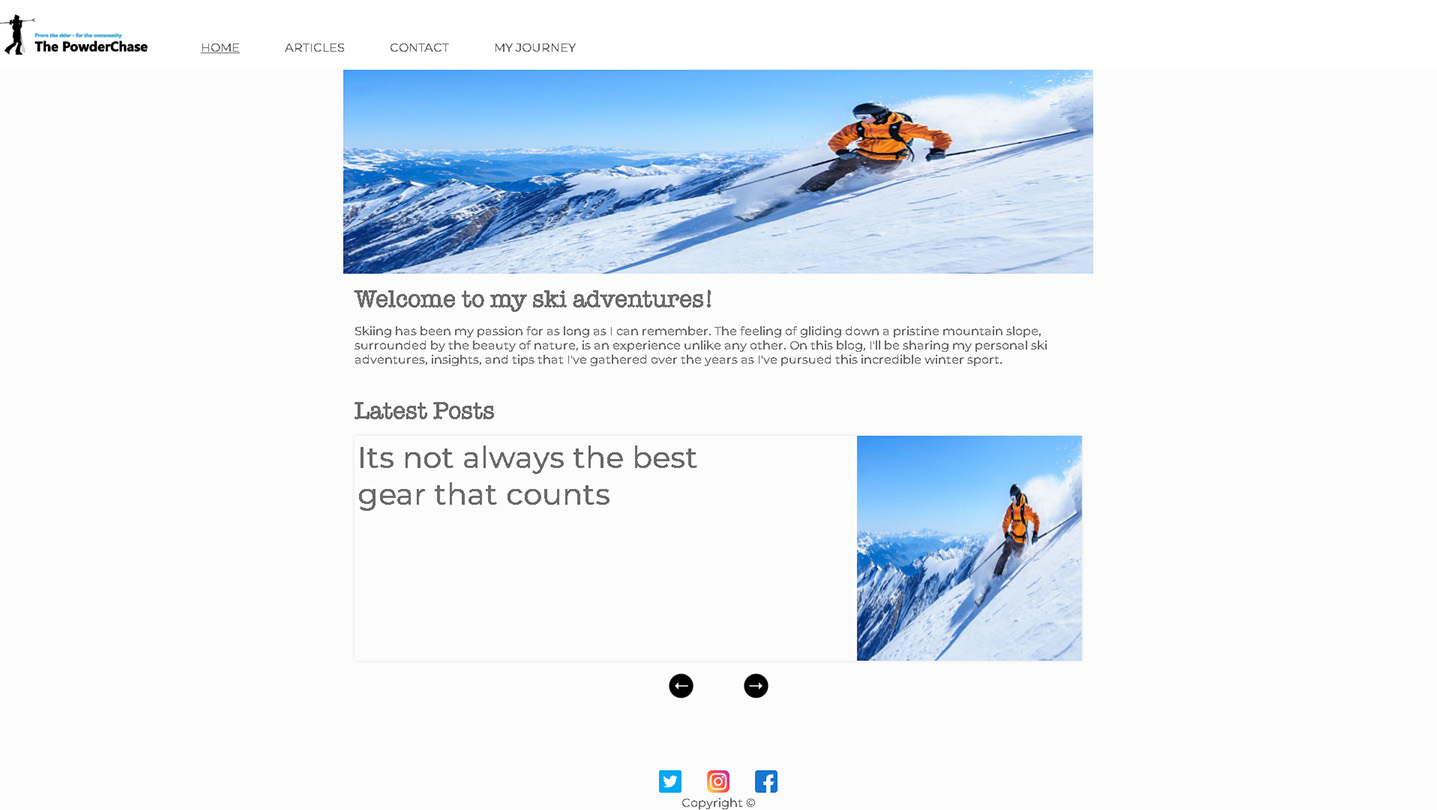 From the skier - for the community
The PowderChase
HOME
ARTICLES
CONTACT
MY JOURNEY
Welcome to my ski adventures!
Skiing has been my passion for as long as I can remember. The feeling of gliding down a pristine mountain slope,
surrounded by the beauty of nature, is an experience unlike any other. On this blog, I'll be sharing my personal ski
adventures, insights, and tips that I've gathered over the years as I've pursued this incredible winter sport.
Latest Posts
Its not always the best
gear that counts
Copyright ©